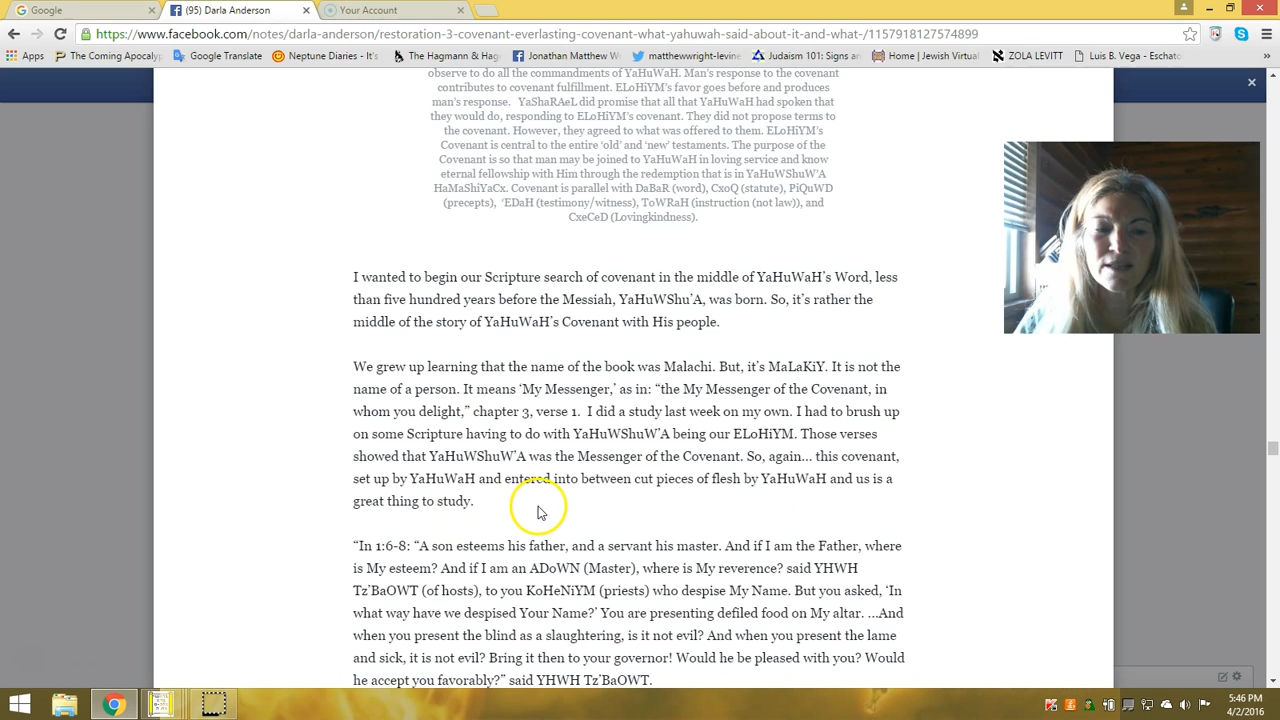 Google
(95) Darla Anderson
Your Account
https://www.facebook.com/notes/darla-anderson/restoration-3-covenant-everlasting-covenant-what-yahuwah-said-about-it-and-what-/1157918127574899
Apps
The Coming Apocalyp
Google Translate
Neptune Diaries - It's
The Hagmann & Hag
Jonathan Matthew W
matthewwright-levine
Judaism 101: Signs an
Home | Jewish Virtual
ZOLA LEVITT
Luis B. Vega - Eschato
observe to do all the commandments of YaHuWaH. Man's response to the covenant
contributes to covenant fulfillment. ELoHiYM's favor goes before and produces
man's response. YaShaRAeL did promise that all that YaHuWaH had spoken that
they would do, responding to ELoHiYM's covenant. They did not propose terms to
the covenant. However, they agreed to what was offered to them. ELoHiYM's
Covenant is central to the entire 'old' and 'new' testaments. The purpose of the
Covenant is so that man may be joined to YaHuWaH in loving service and know
eternal fellowship with Him through the redemption that is in YaHuWShuW'A
HaMaShiYaCx. Covenant is parallel with DaBaR (word), CxoQ (statute), PiQuWD
(precepts), 'EDaH (testimony/witness), ToWRaH (instruction (not law)), and
CxeCeD (Lovingkindness).
I wanted to begin our Scripture search of covenant in the middle of YaHuWaH's Word, less
than five hundred years before the Messiah, YaHuWShu'A, was born. So, it's rather the
middle of the story of YaHuWaH's Covenant with His people.
We grew up learning that the name of the book was Malachi. But, it's MaLaKiY. It is not the
name of a person. It means 'My Messenger,' as in: "the My Messenger of the Covenant, in
whom you delight," chapter 3, verse 1. I did a study last week on my own. I had to brush up
on some Scripture having to do with YaHuWShuW'A being our ELoHiYM. Those verses
showed that YaHuWShuW'A was the Messenger of the Covenant. So, again... this covenant,
set up by YaHuWaH and entered into between cut pieces of flesh by YaHuWaH and us is a
great thing to study.
"In 1:6-8: "A son esteems his father, and a servant his master. And if I am the Father, where
is My esteem? And if I am an ADoWN (Master), where is My reverence? said YHWH
Tz'BaOWT (of hosts), to you KoHeNiYM (priests) who despise My Name. But you asked, 'In
what way have we despised Your Name?' You are presenting defiled food on My altar. ...And
when you present the blind as a slaughtering, is it not evil? And when you present the lame
and sick, it is not evil? Bring it then to your governor! Would he be pleased with you? Would
he accept you favorably?" said YHWH Tz'BaOWT.
5:46 PM
4/2/2016